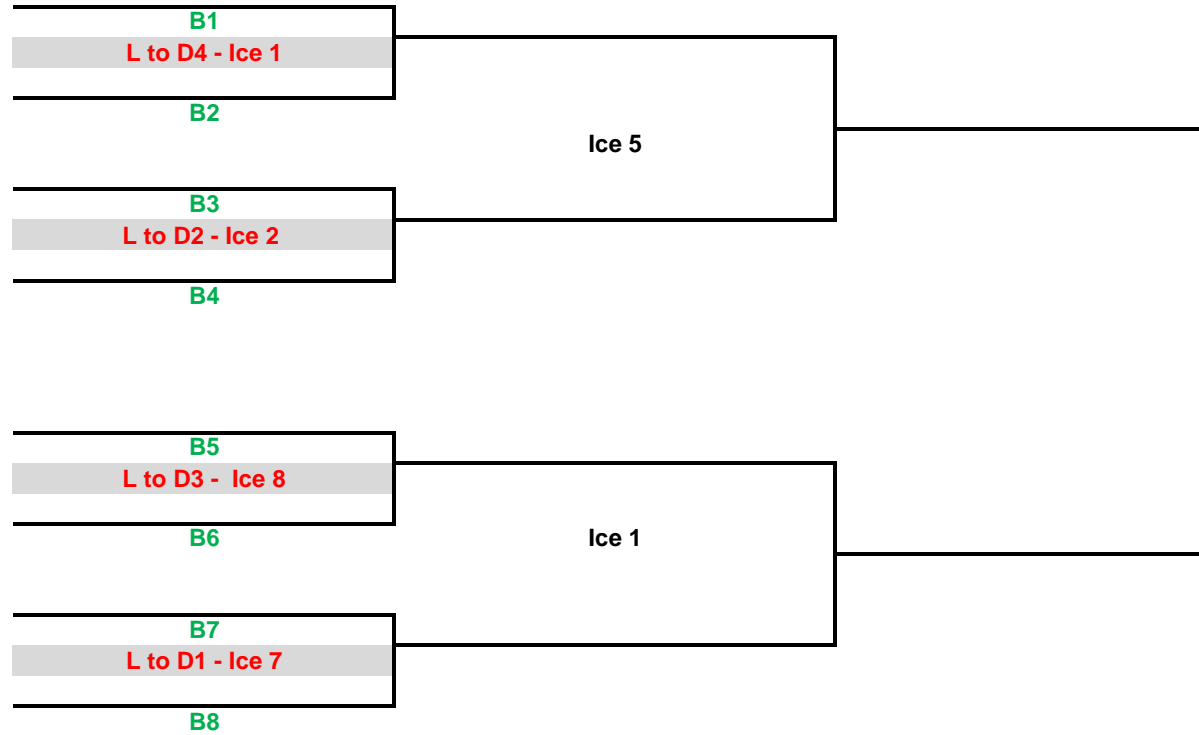 B1
L to D4 - Ice 1
B2
Ice 5
B3
L to D2 - Ice 2
B4
B5
L to D3 -  Ice 8
B6
Ice 1
B7
L to D1 - Ice 7
B8